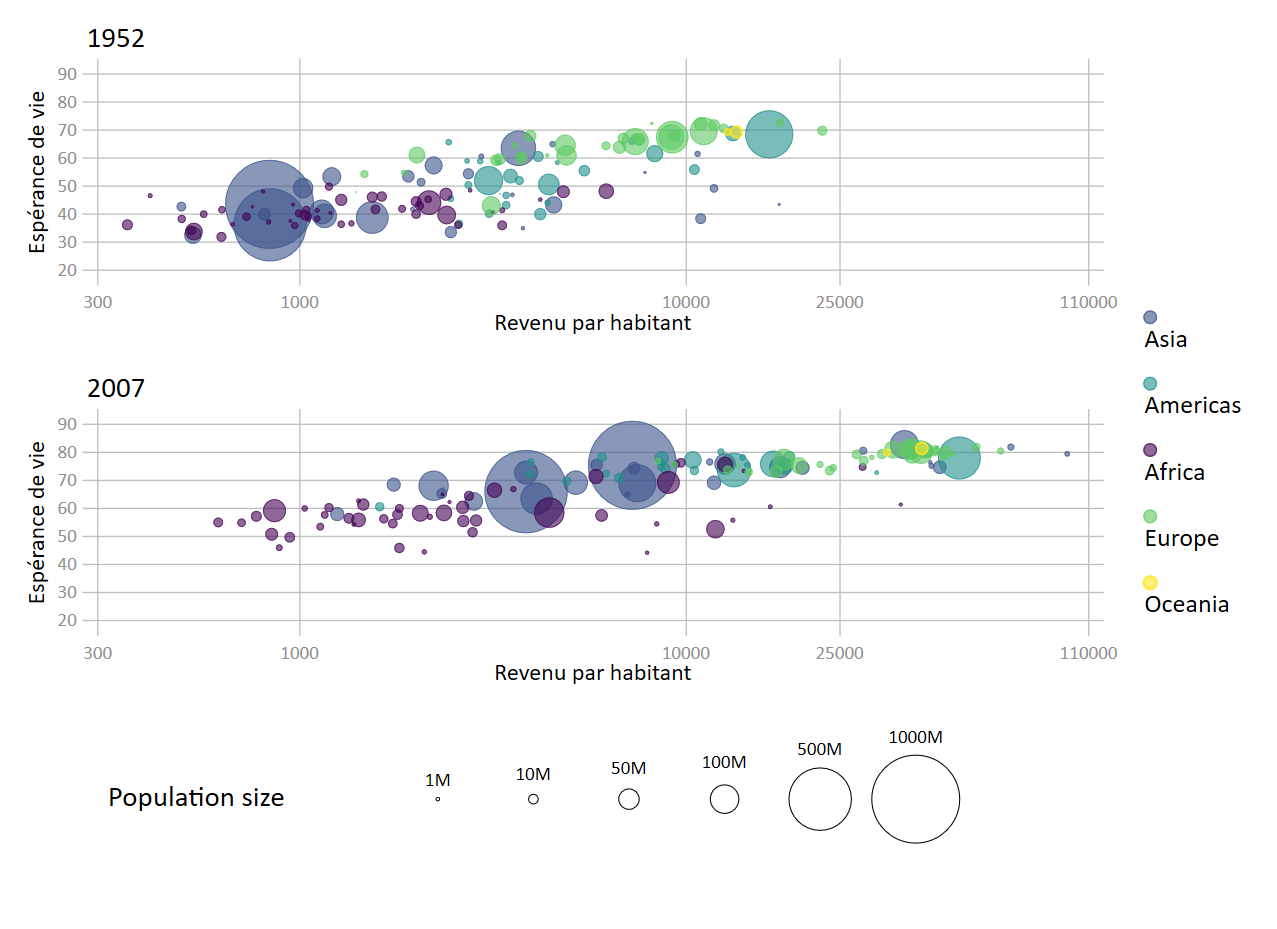 1952
90
80
70
60
50
40
30
20
Espérance de vie
300 1000 10000 25000 110000
Revenu par habitant
2007
90
80
70
60
50
40
30
20
Espérance de vie
300 1000 10000 25000 110000
Revenu par habitant
Asia
Americas
Africa
Europe
Oceania
Population size
1M 10M 50M 100M 500M 1000M